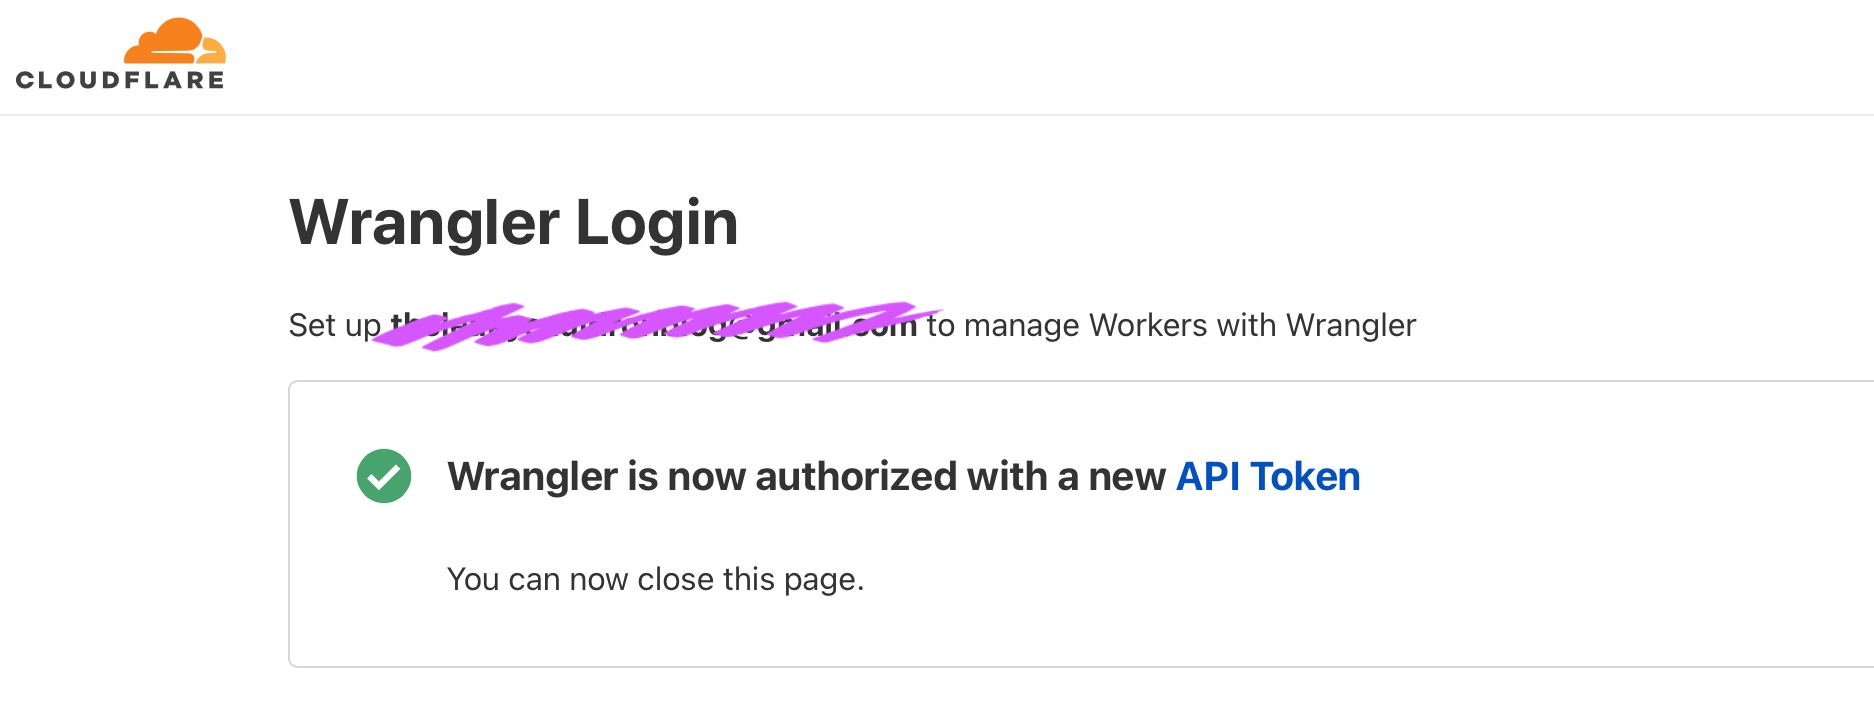 CLOUDFLARE
Wrangler Login
Set up to manage Workers with Wrangler
Wrangler is now authorized with a new API Token
You can now close this page.